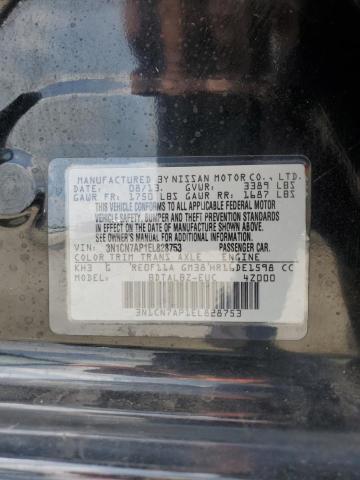 MANUFACTURED BY NISSAN MOTOR CO., LTD.
DATE: 08/13. GVWR: 3389 LBS
GAWR FR: 1750 LBS GAWR RR: 1687 LBS
THIS VEHICLE CONFORMS TO ALL APPLICABLE FEDERAL MOTOR
VEHICLE SAFETY, BUMPER AND THEFT PREVENTION STANDARDS
IN EFFECT ON THE DATE OF MANUFACTURE SHOWN ABOVE.
SEE OWNER'S MANUAL FOR ADDITIONAL INFORMATION.
VIN: 3N1CN7AP1EL828753 PASSENGER CAR.
COLOR TRIM TRANS AXLE ENGINE
KH3 G RE0F11A GM38 HR16DE1598 CC
MODEL: BDTALBZ-EUC 4Z000
3N1CN7AP1EL828753